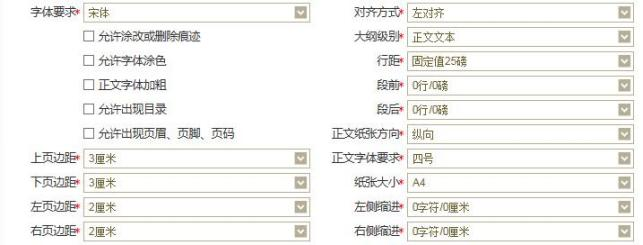 字体要求* 宋体 对齐方式* 左对齐
允许涂改或删除痕迹 大纲级别* 正文文本
允许字体涂色 行距* 固定值25磅
正文字体加粗 段前* 0行/0磅
允许出现目录 段后* 0行/0磅
允许出现页眉、页脚、页码 正文纸张方向* 纵向
上页边距* 3厘米 正文字体要求* 四号
下页边距* 3厘米 纸张大小* A4
左页边距* 2厘米 左侧缩进* 0字符/0厘米
右页边距* 2厘米 右侧缩进* 0字符/0厘米